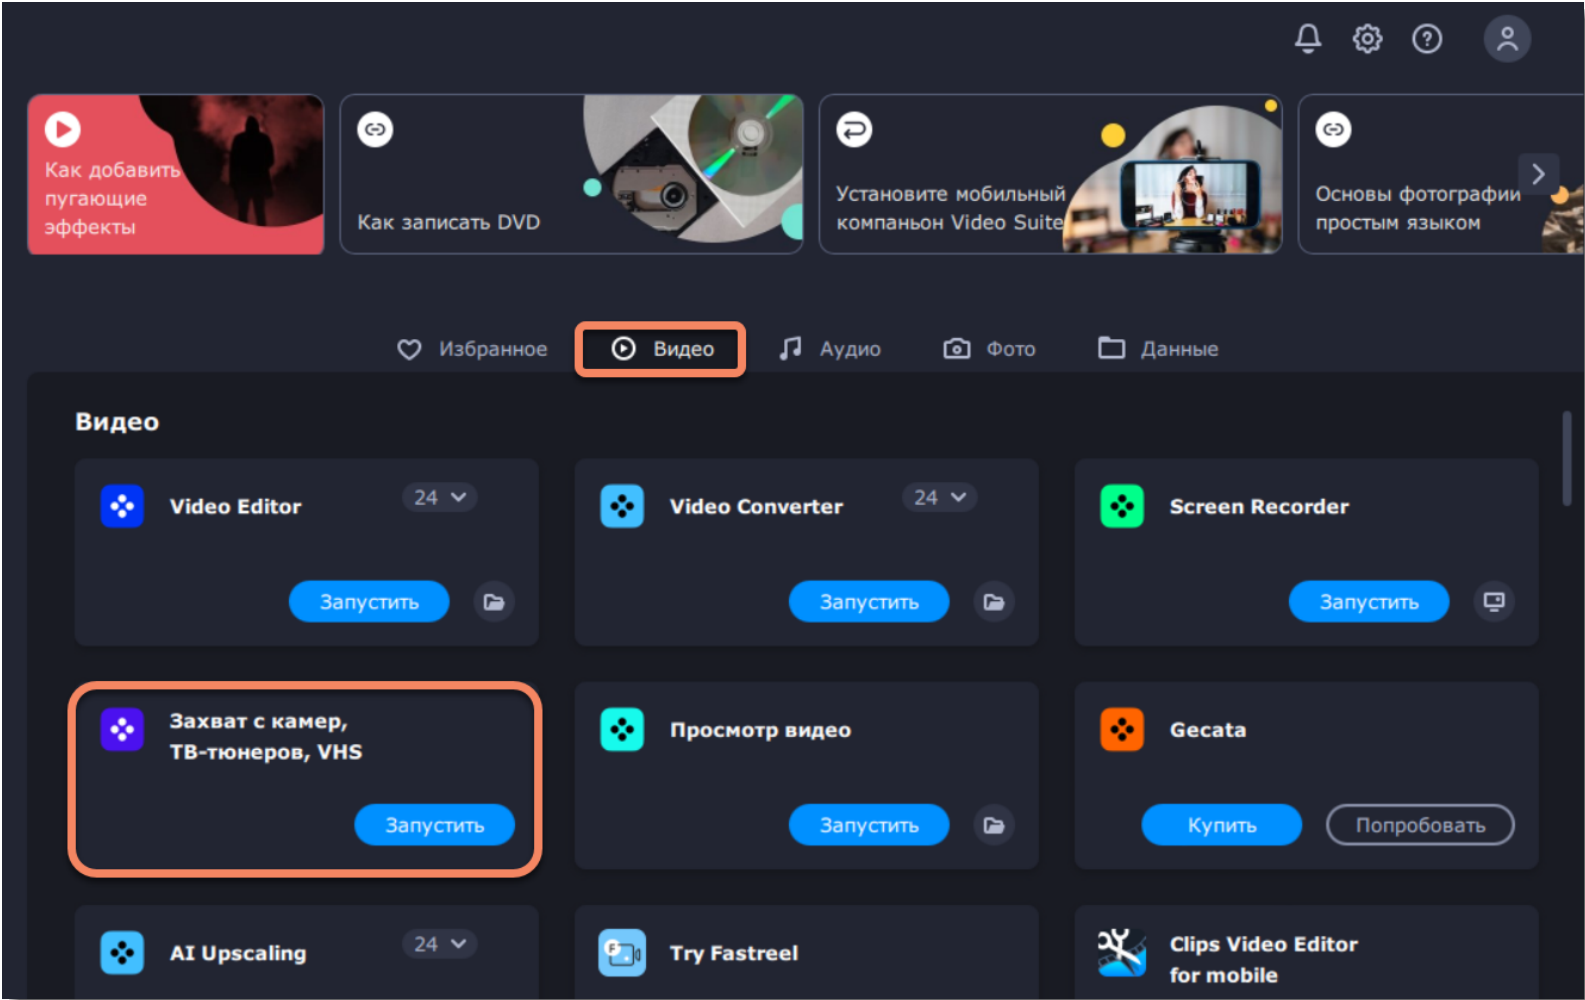 Как добавить
пугающие
эффекты
Как записать DVD
Установите мобильный
компаньон Video Suite
Основы фотографии
простым языком
Избранное
Видео
Аудио
Фото
Данные
Видео
Video Editor
24
Запустить
Video Converter
24
Запустить
Screen Recorder
Запустить
Захват с камер,
ТВ-тюнеров, VHS
Запустить
Просмотр видео
Запустить
Gecata
Купить
Попробовать
AI Upscaling
24
Try Fastreel
Clips Video Editor
for mobile